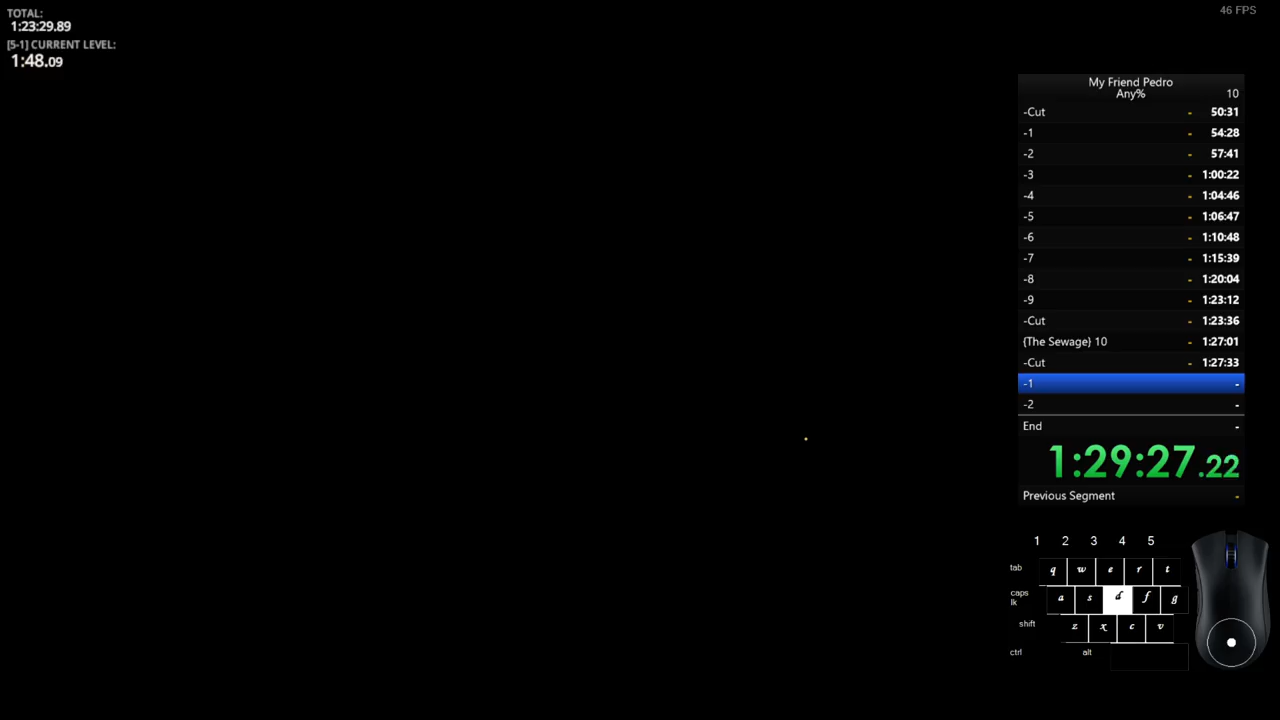 TOTAL:
1:23:29.89
[5-1] CURRENT LEVEL:
1:48.09
46 FPS
My Friend Pedro
Any% 10
-Cut - 50:31
-1 - 54:28
-2 - 57:41
-3 - 1:00:22
-4 - 1:04:46
-5 - 1:06:47
-6 - 1:10:48
-7 - 1:15:39
-8 - 1:20:04
-9 - 1:23:12
-Cut - 1:23:36
{The Sewage} 10 - 1:27:01
-Cut - 1:27:33
-1 -
-2 -
End -
1:29:27.22
Previous Segment -
1 2 3 4 5
tab q w e r t
caps lk a s d f g
shift z x c v
ctrl alt